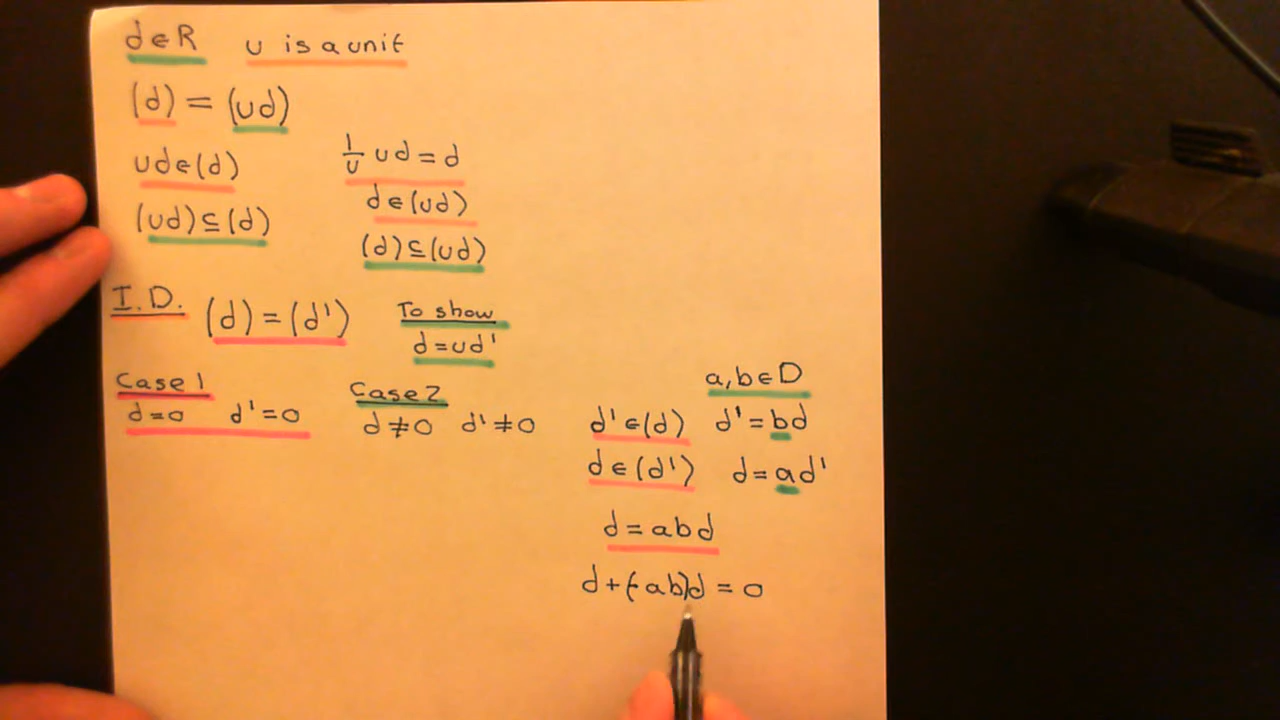 d∈R u is a unit
(d) = (ud)
ud∈(d)
(ud)⊆(d)
1/u ud = d
d∈(ud)
(d)⊆(ud)
I.D. (d)=(d')
To show
d=ud'
Case 1
d=0 d'=0
Case 2
d≠0 d'≠0
a,b∈D
d'∈(d) d'=bd
d∈(d') d=ad'
d=abd
d+(-ab)d = 0